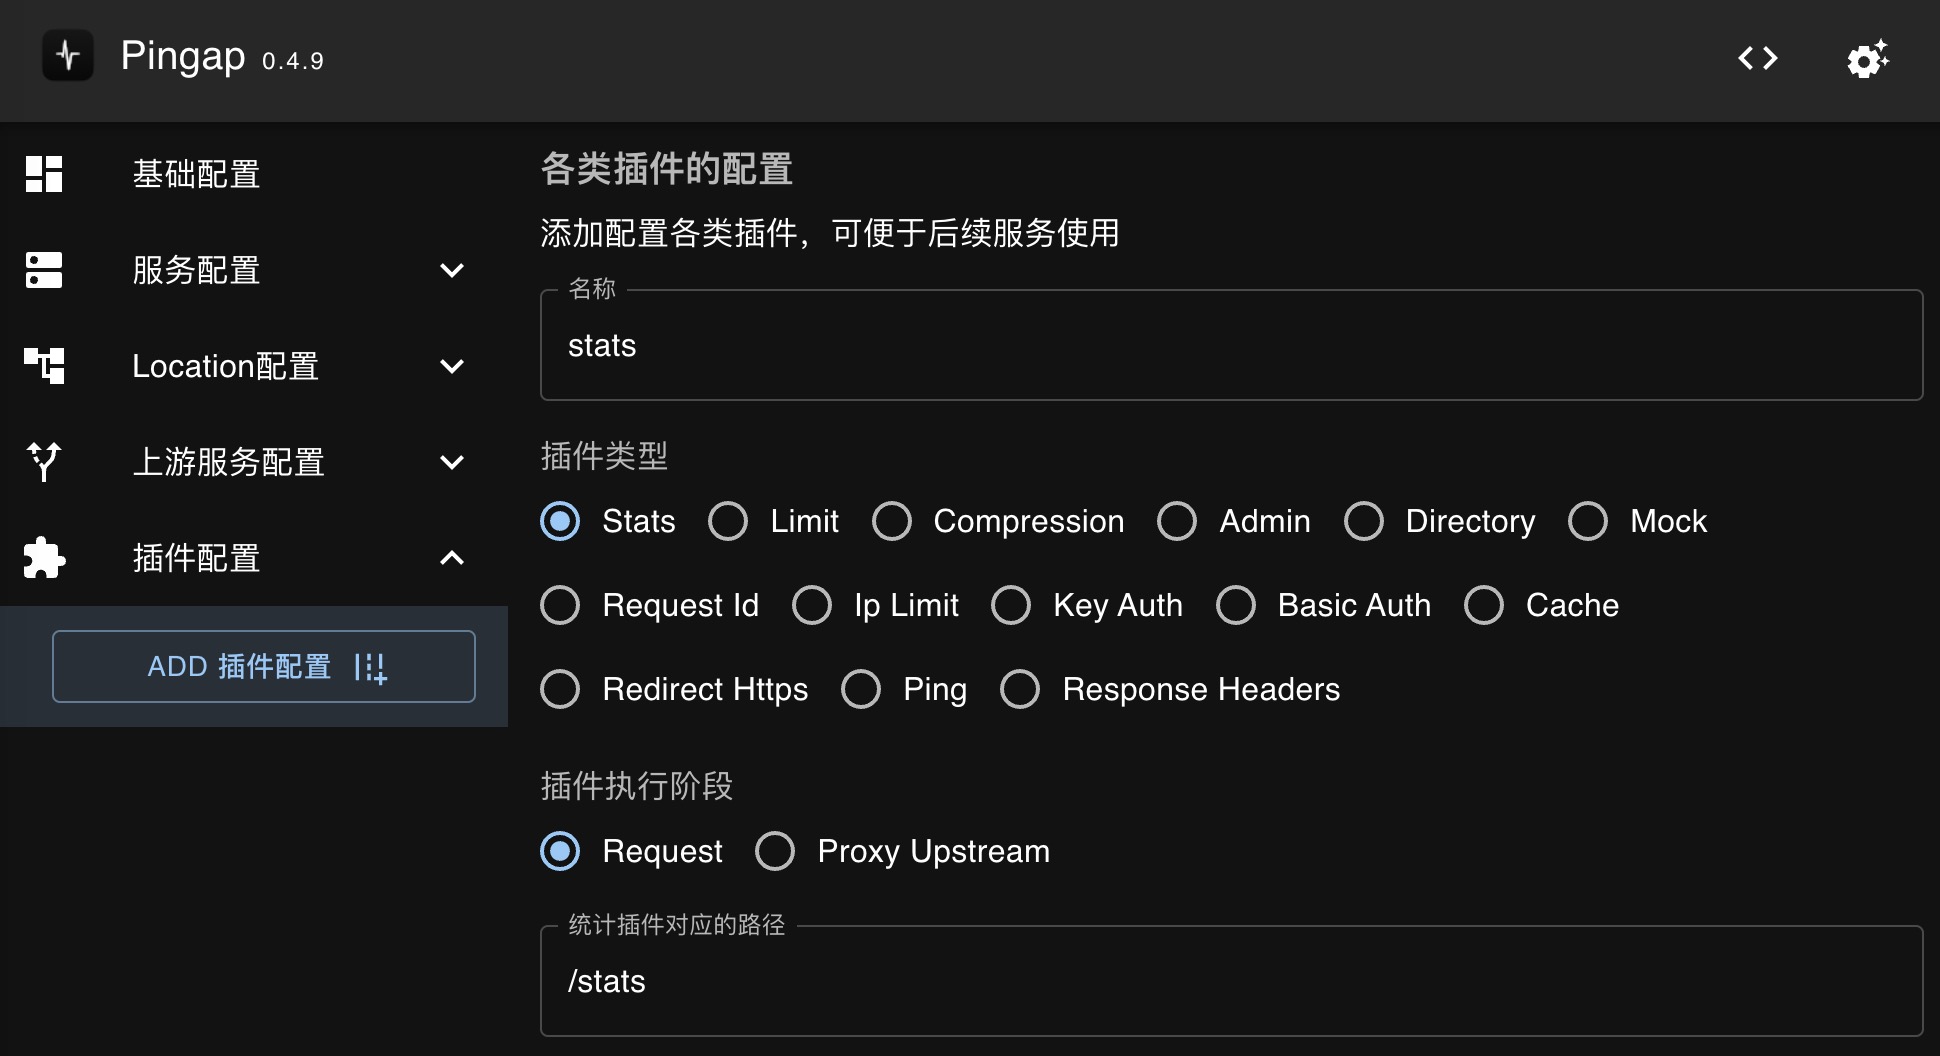 Pingap 0.4.9
基础配置
服务配置
Location配置
上游服务配置
插件配置
ADD 插件配置
各类插件的配置
添加配置各类插件，可便于后续服务使用
名称
stats
插件类型
Stats Limit Compression Admin Directory Mock
Request Id Ip Limit Key Auth Basic Auth Cache
Redirect Https Ping Response Headers
插件执行阶段
Request Proxy Upstream
统计插件对应的路径
/stats